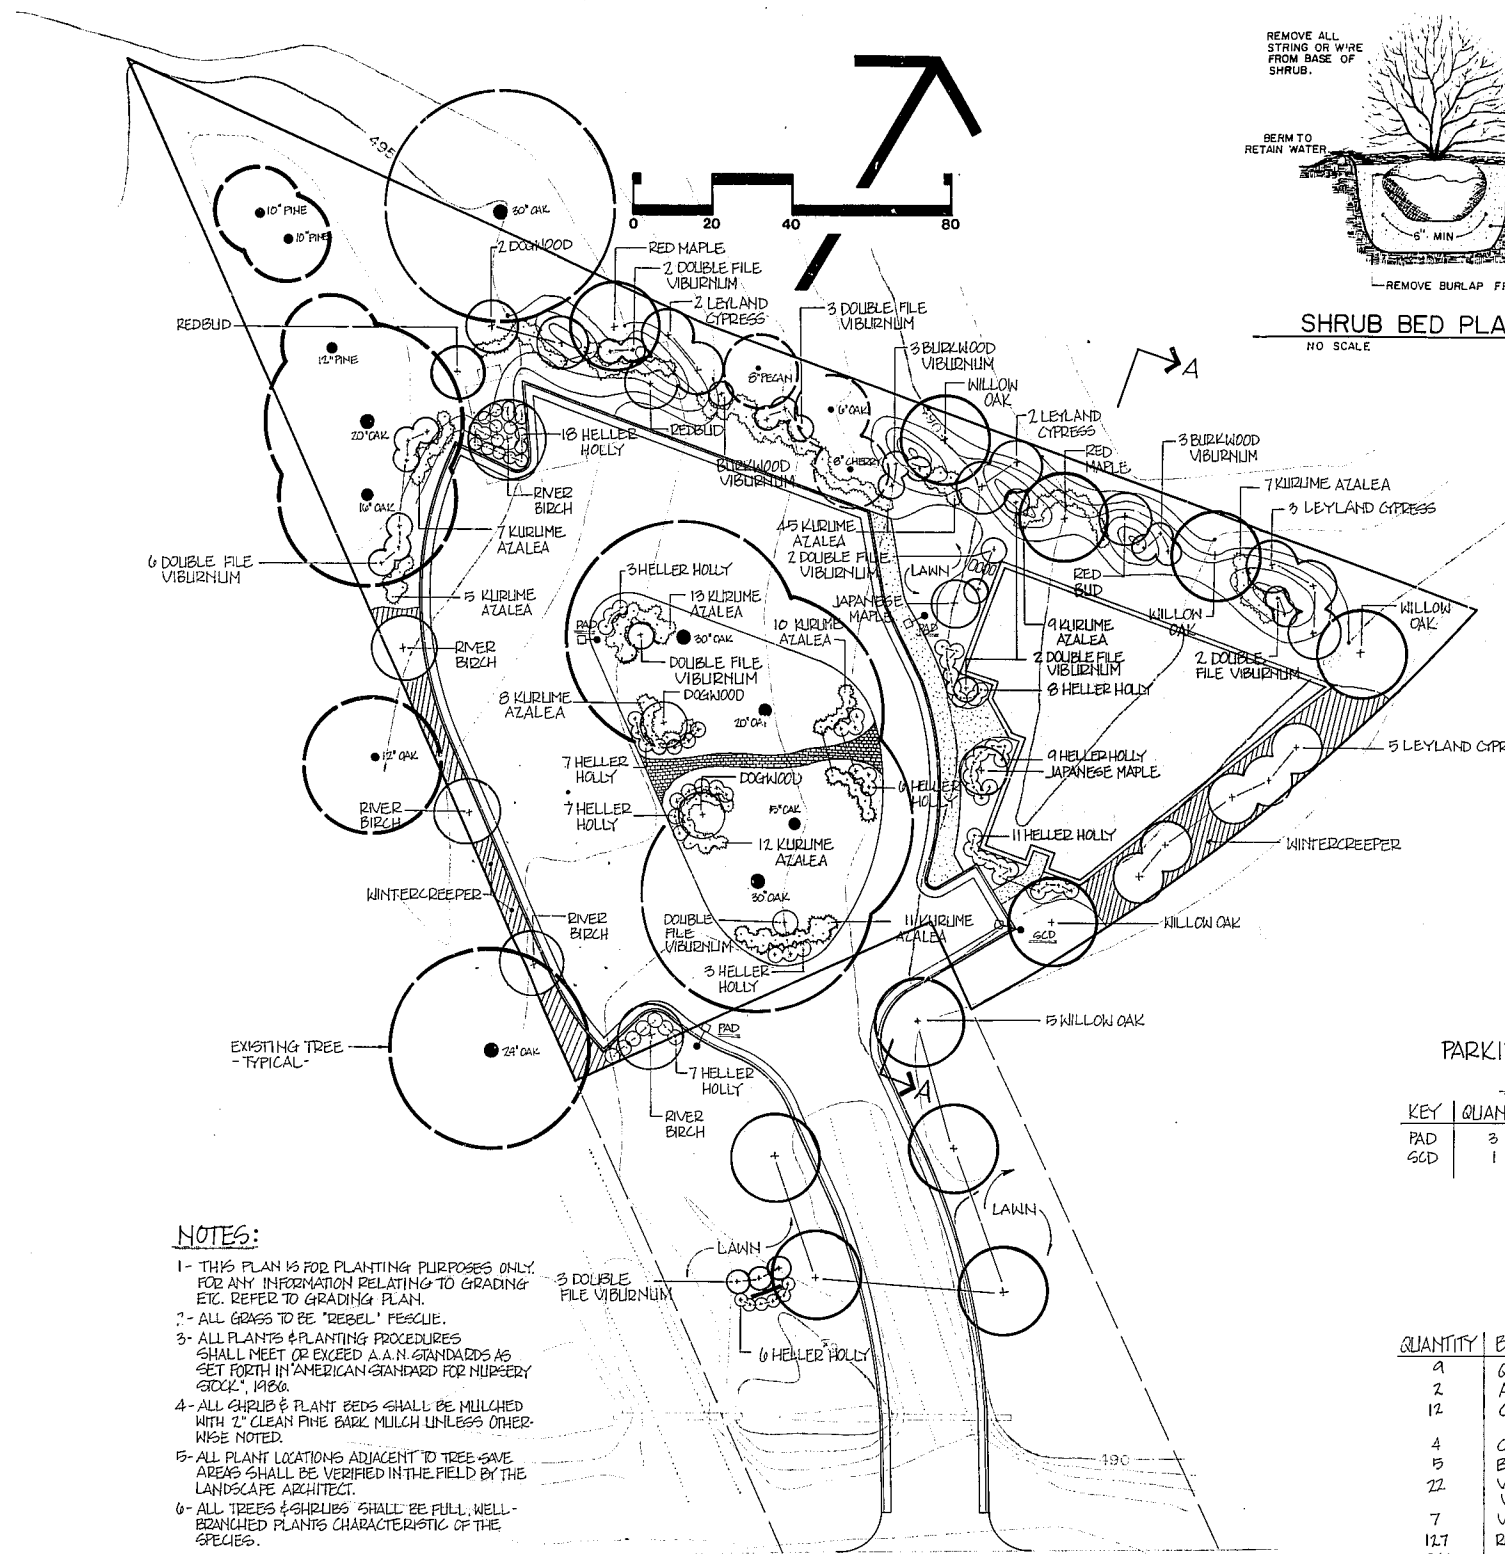 REMOVE ALL
STRING OR WIRE
FROM BASE OF
SHRUB.
BERM TO
RETAIN WATER
6" MIN
REMOVE BURLAP
SHRUB BED PLA
NO SCALE
495
10" PINE
10" PINE
30" OAK
0 20 40 80
2 DOGWOOD
RED MAPLE
2 DOUBLE FILE
VIBURNUM
2 LEYLAND
CYPRESS
3 DOUBLE FILE
VIBURNUM
REDBUD
12" PINE
8" PECAN
6" OAK
3 BURKWOOD
VIBURNUM
WILLOW
OAK
490
A
2 LEYLAND
CYPRESS
RED
MAPLE
3 BURKWOOD
VIBURNUM
20" OAK
18 HELLER
HOLLY
REDBUD
BURKWOOD
VIBURNUM
8" CHERRY
7 KURUME AZALEA
3 LEYLAND CYPRESS
16" OAK
RIVER
BIRCH
7 KURUME
AZALEA
45 KURUME
AZALEA
2 DOUBLE FILE
VIBURNUM
LAWN
6 DOUBLE FILE
VIBURNUM
5 KURUME
AZALEA
3 HELLER HOLLY
13 KURUME
AZALEA
10 KURUME
AZALEA
JAPANESE
MAPLE
PAD
RED
BUD
WILLOW
OAK
WILLOW
OAK
PAD
30" OAK
9 KURUME
AZALEA
2 DOUBLE FILE
VIBURNUM
2 DOUBLE
FILE VIBURNUM
RIVER
BIRCH
DOUBLE FILE
VIBURNUM
DOGWOOD
8 KURUME
AZALEA
8 HELLER HOLLY
20" OAK
12" OAK
7 HELLER
HOLLY
DOGWOOD
9 HELLER HOLLY
JAPANESE MAPLE
5 LEYLAND CYPR
7 HELLER
HOLLY
6 HELLER
HOLLY
RIVER
BIRCH
15" OAK
12 KURUME
AZALEA
11 HELLER HOLLY
WINTERCREEPER
WINTERCREEPER
30" OAK
RIVER
BIRCH
DOUBLE
FILE
VIBURNUM
11 KURUME
AZALEA
SCD
WILLOW OAK
3 HELLER
HOLLY
5 WILLOW OAK
EXISTING TREE
-TYPICAL-
24" OAK
PAD
7 HELLER
HOLLY
A
RIVER
BIRCH
PARKI
KEY QUAN
PAD 3
SCD 1
LAWN
LAWN
3 DOUBLE
FILE VIBURNUM
6 HELLER HOLLY
490
NOTES:
1- THIS PLAN IS FOR PLANTING PURPOSES ONLY.
FOR ANY INFORMATION RELATING TO GRADING
ETC. REFER TO GRADING PLAN.
2- ALL GRASS TO BE "REBEL" FESCUE.
3- ALL PLANTS & PLANTING PROCEDURES
SHALL MEET OR EXCEED A.A.N. STANDARDS AS
SET FORTH IN "AMERICAN STANDARD FOR NURSERY
STOCK", 1986.
4- ALL SHRUB & PLANT BEDS SHALL BE MULCHED
WITH 2" CLEAN PINE BARK MULCH UNLESS OTHER-
WISE NOTED.
5- ALL PLANT LOCATIONS ADJACENT TO TREE SAVE
AREAS SHALL BE VERIFIED IN THE FIELD BY THE
LANDSCAPE ARCHITECT.
6- ALL TREES & SHRUBS SHALL BE FULL, WELL-
BRANCHED PLANTS CHARACTERISTIC OF THE
SPECIES.
QUANTITY
9
2
12
4
5
22
7
127